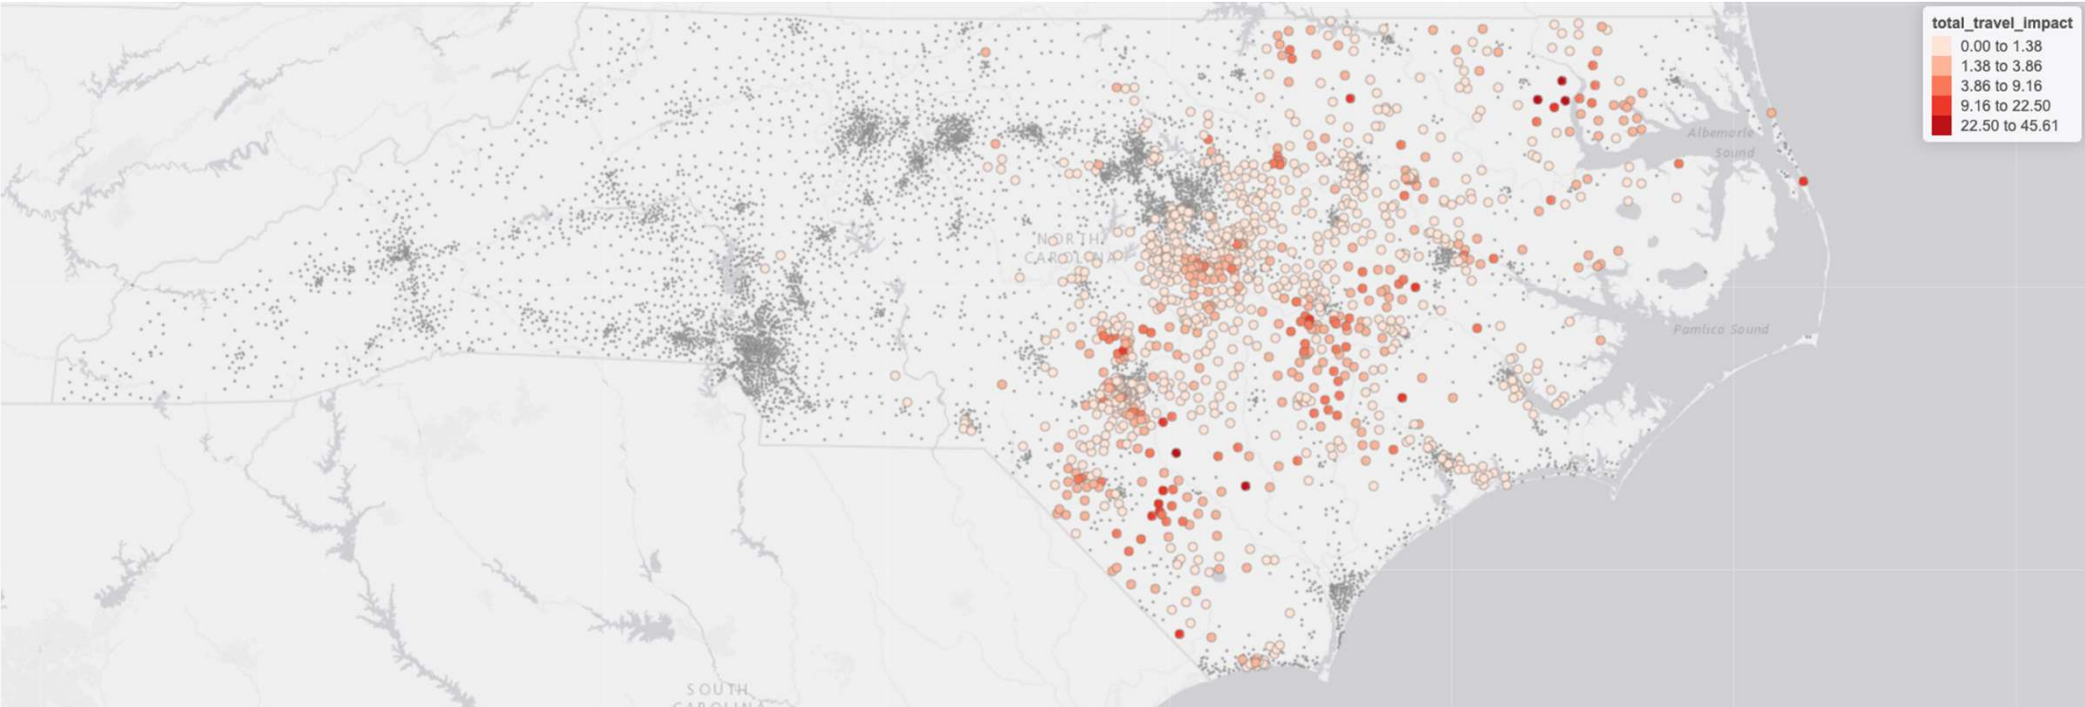 total_travel_impact
0.00 to 1.38
1.38 to 3.86
3.86 to 9.16
9.16 to 22.50
22.50 to 45.61
Albemarle
Sound
NORTH
CAROLINA
Pamlico Sound
SOUTH
CAROLINA